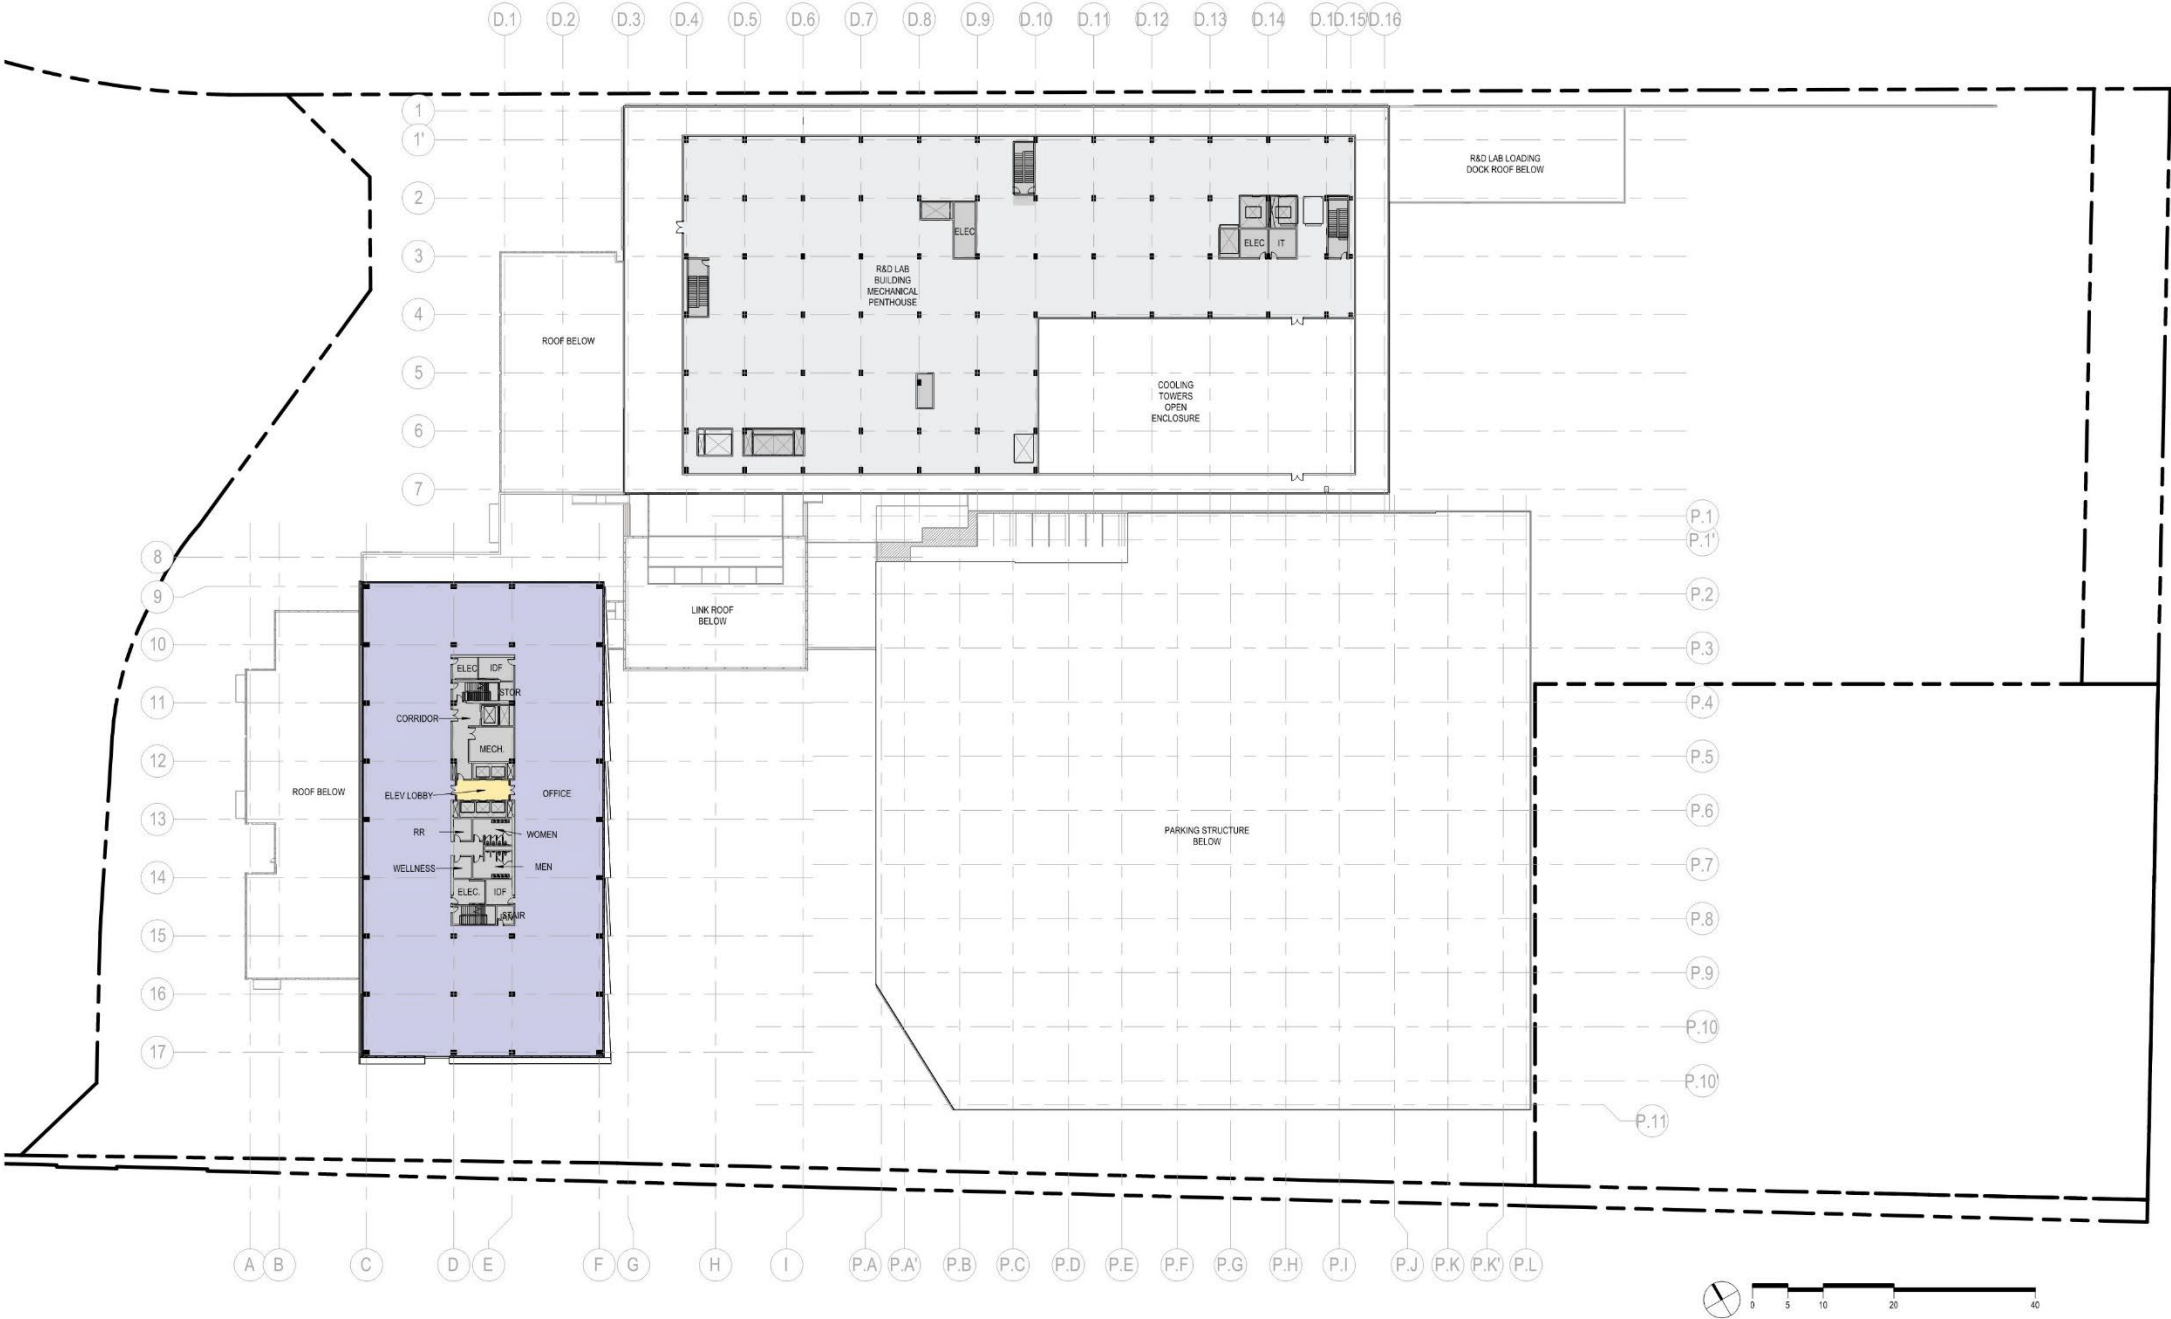 D.1
D.2
D.3
D.4
D.5
D.6
D.7
D.8
D.9
D.10
D.11
D.12
D.13
D.14
D.1
D.15'
D.16
1
1'
2
3
4
5
6
7
R&D LAB LOADING
DOCK ROOF BELOW
ELEC
ELEC
IT
R&D LAB
BUILDING
MECHANICAL
PENTHOUSE
ROOF BELOW
COOLING
TOWERS
OPEN
ENCLOSURE
8
9
10
11
12
13
14
15
16
17
LINK ROOF
BELOW
ELEC
IDF
STOR
CORRIDOR
MECH.
ELEV LOBBY
OFFICE
ROOF BELOW
RR
WOMEN
WELLNESS
MEN
ELEC.
IDF
STAIR
PARKING STRUCTURE
BELOW
P.1
P.1'
P.2
P.3
P.4
P.5
P.6
P.7
P.8
P.9
P.10
P.10'
P.11
A
B
C
D
E
F
G
H
I
P.A
P.A'
P.B
P.C
P.D
P.E
P.F
P.G
P.H
P.I
P.J
P.K
P.K'
P.L
0
5
10
20
40